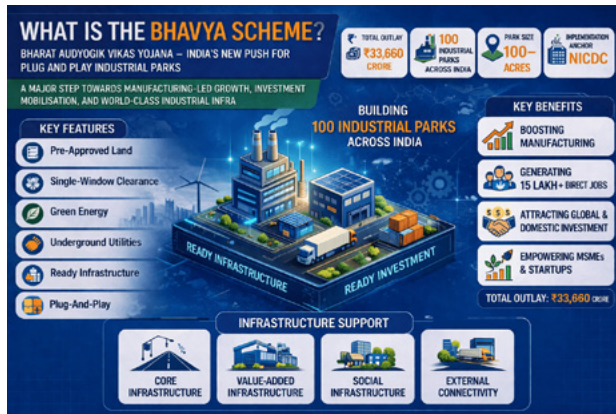 WHAT IS THE BHAVYA SCHEME?
BHARAT AUDYOGIK VIKAS YOJANA – INDIA'S NEW PUSH FOR
PLUG AND PLAY INDUSTRIAL PARKS
A MAJOR STEP TOWARDS MANUFACTURING-LED GROWTH, INVESTMENT
MOBILISATION, AND WORLD-CLASS INDUSTRIAL INFRA
TOTAL OUTLAY
₹33,660
CRORE
100
INDUSTRIAL
PARKS
ACROSS INDIA
PARK SIZE
100–
ACRES
IMPLEMENTATION
ANCHOR
NICDC
KEY FEATURES
Pre-Approved Land
Single-Window Clearance
Green Energy
Underground Utilities
Ready Infrastructure
Plug-And-Play
BUILDING
100 INDUSTRIAL PARKS
ACROSS INDIA
READY INFRASTRUCTURE
READY INVESTMENT
KEY BENEFITS
BOOSTING
MANUFACTURING
GENERATING
15 LAKH+ DIRECT JOBS
ATTRACTING GLOBAL &
DOMESTIC INVESTMENT
EMPOWERING MSMEs
& STARTUPS
TOTAL OUTLAY: ₹33,660 CRORE
INFRASTRUCTURE SUPPORT
CORE
INFRASTRUCTURE
VALUE-ADDED
INFRASTRUCTURE
SOCIAL
INFRASTRUCTURE
EXTERNAL
CONNECTIVITY